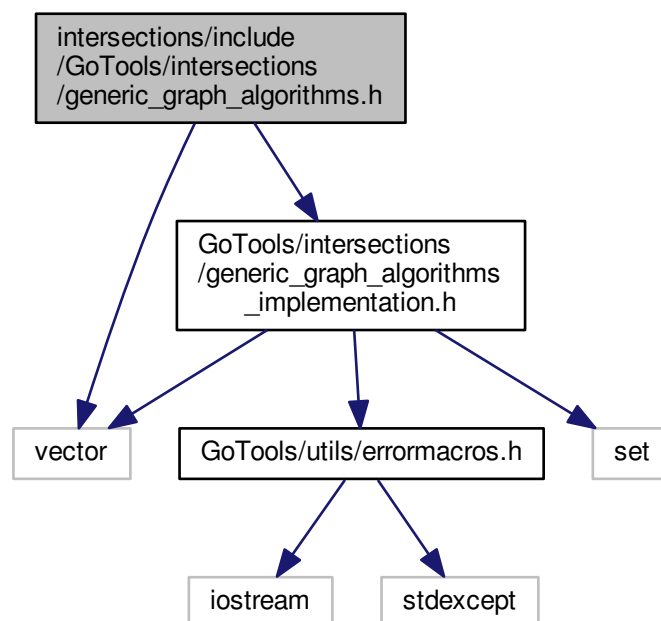 intersections/include
/GoTools/intersections
/generic_graph_algorithms.h
GoTools/intersections
/generic_graph_algorithms
_implementation.h
vector
GoTools/utils/errormacros.h
set
iostream
stdexcept